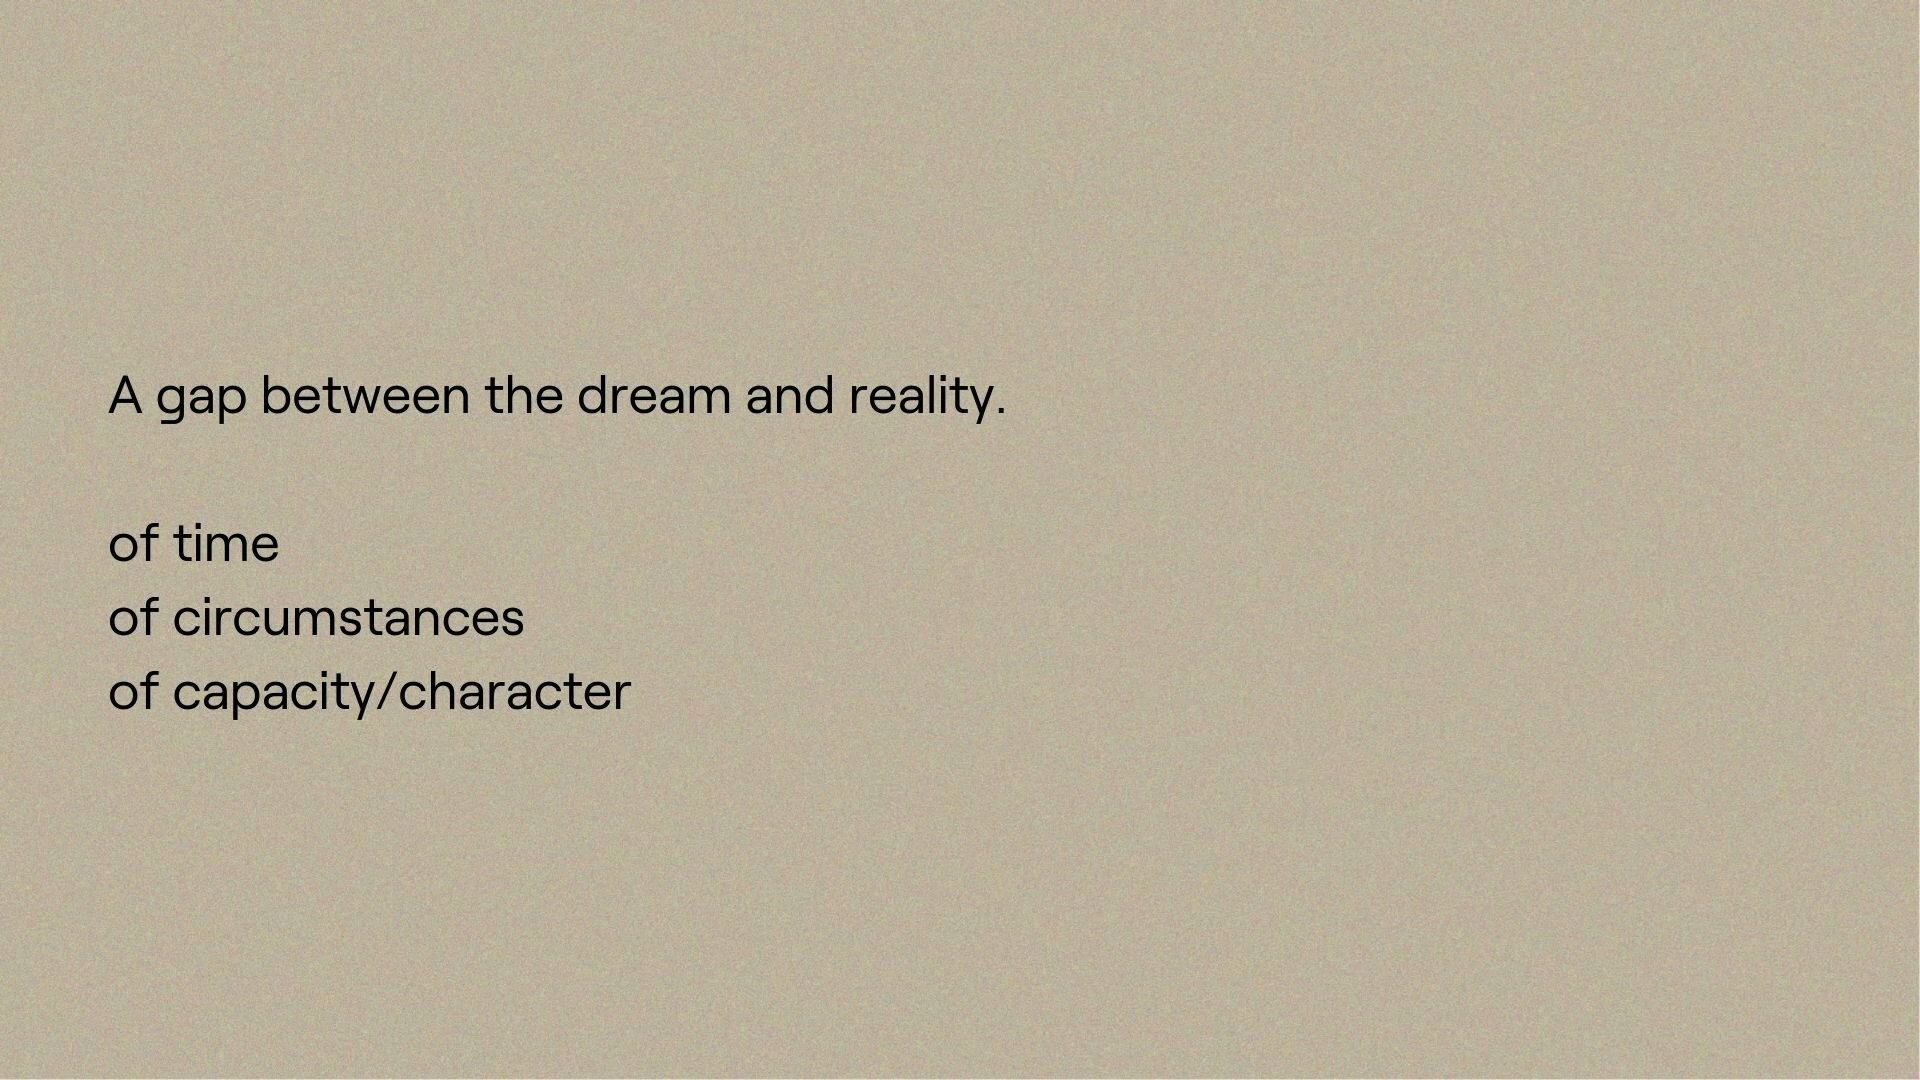 A gap between the dream and reality.
of time
of circumstances
of capacity/character